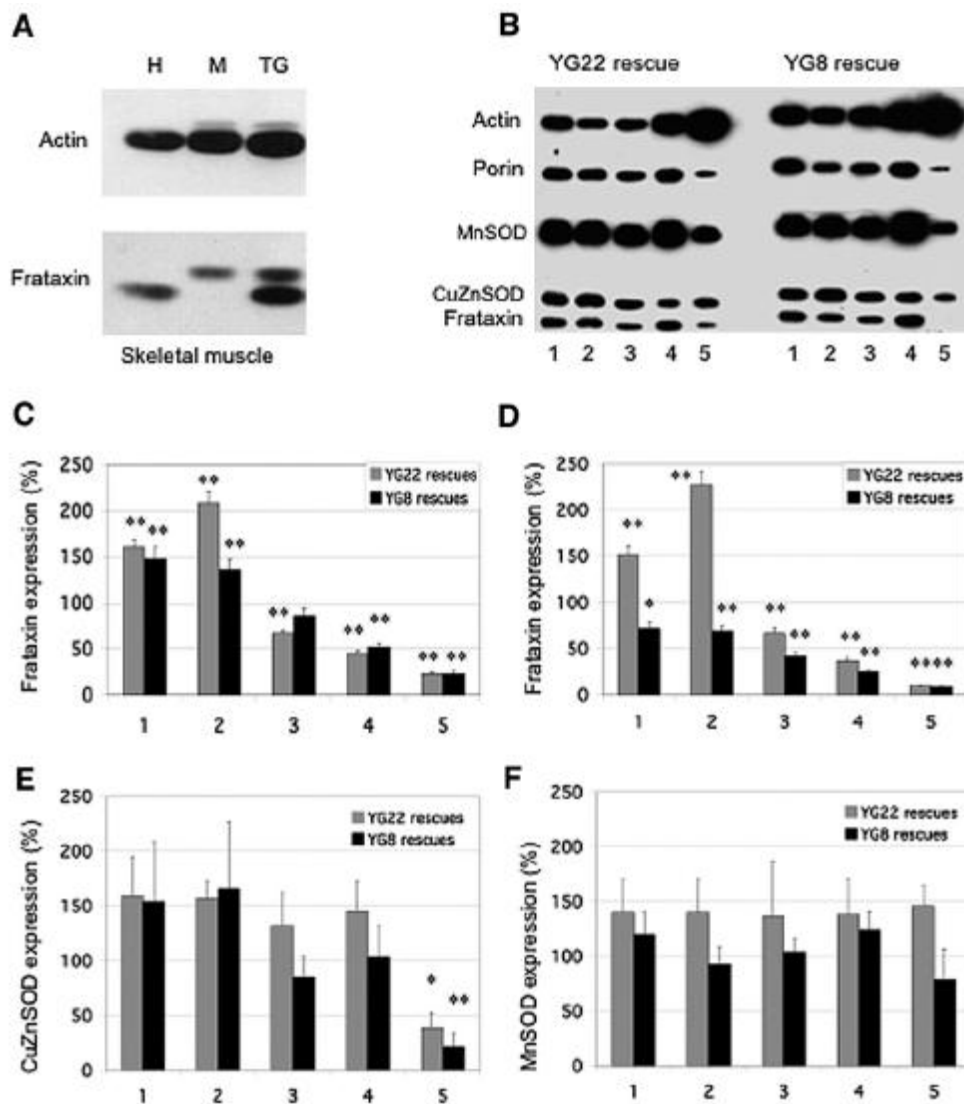 A
H M TG
Actin
Frataxin
Skeletal muscle
B
YG22 rescue YG8 rescue
Actin
Porin
MnSOD
CuZnSOD
Frataxin
1 2 3 4 5 1 2 3 4 5
C
Frataxin expression (%)
250
200
150
100
50
0
** ** ** ** ** ** ** ** **
YG22 rescues
YG8 rescues
1 2 3 4 5
D
Frataxin expression (%)
250
200
150
100
50
0
** * ** ** ** ** ** ** ****
YG22 rescues
YG8 rescues
1 2 3 4 5
E
CuZnSOD expression (%)
250
200
150
100
50
0
* **
YG22 rescues
YG8 rescues
1 2 3 4 5
F
MnSOD expression (%)
250
200
150
100
50
0
YG22 rescues
YG8 rescues
1 2 3 4 5